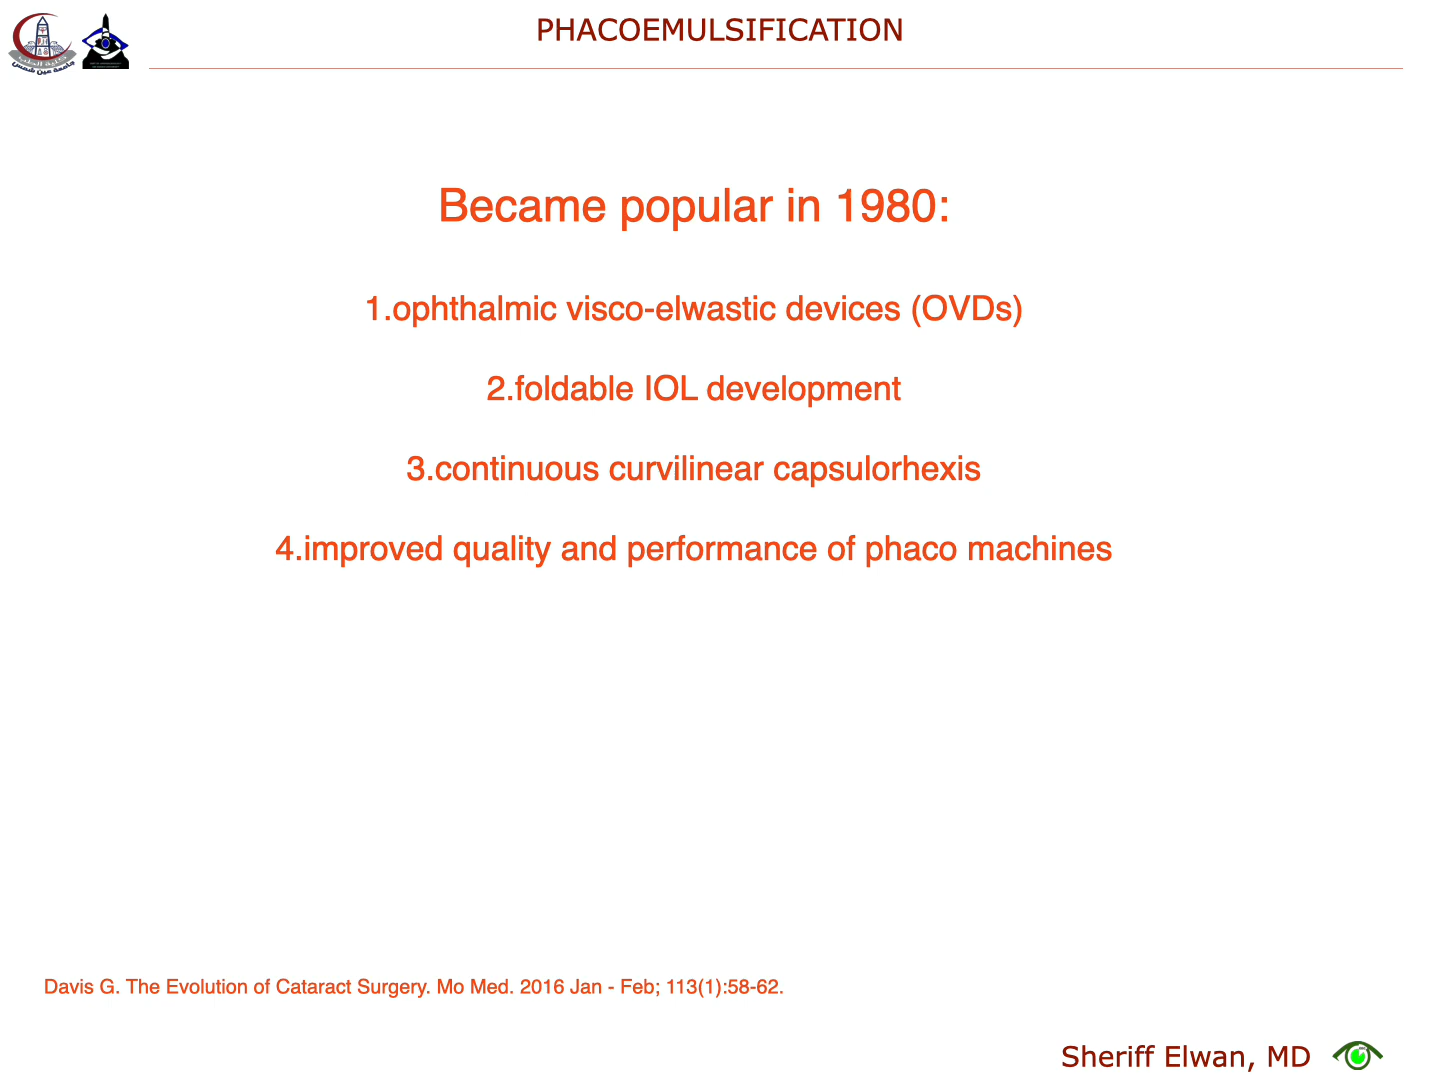 PHACOEMULSIFICATION
Became popular in 1980:
1.ophthalmic visco-elwastic devices (OVDs)
2.foldable IOL development
3.continuous curvilinear capsulorhexis
4.improved quality and performance of phaco machines
Davis G. The Evolution of Cataract Surgery. Mo Med. 2016 Jan - Feb; 113(1):58-62.
Sheriff Elwan, MD